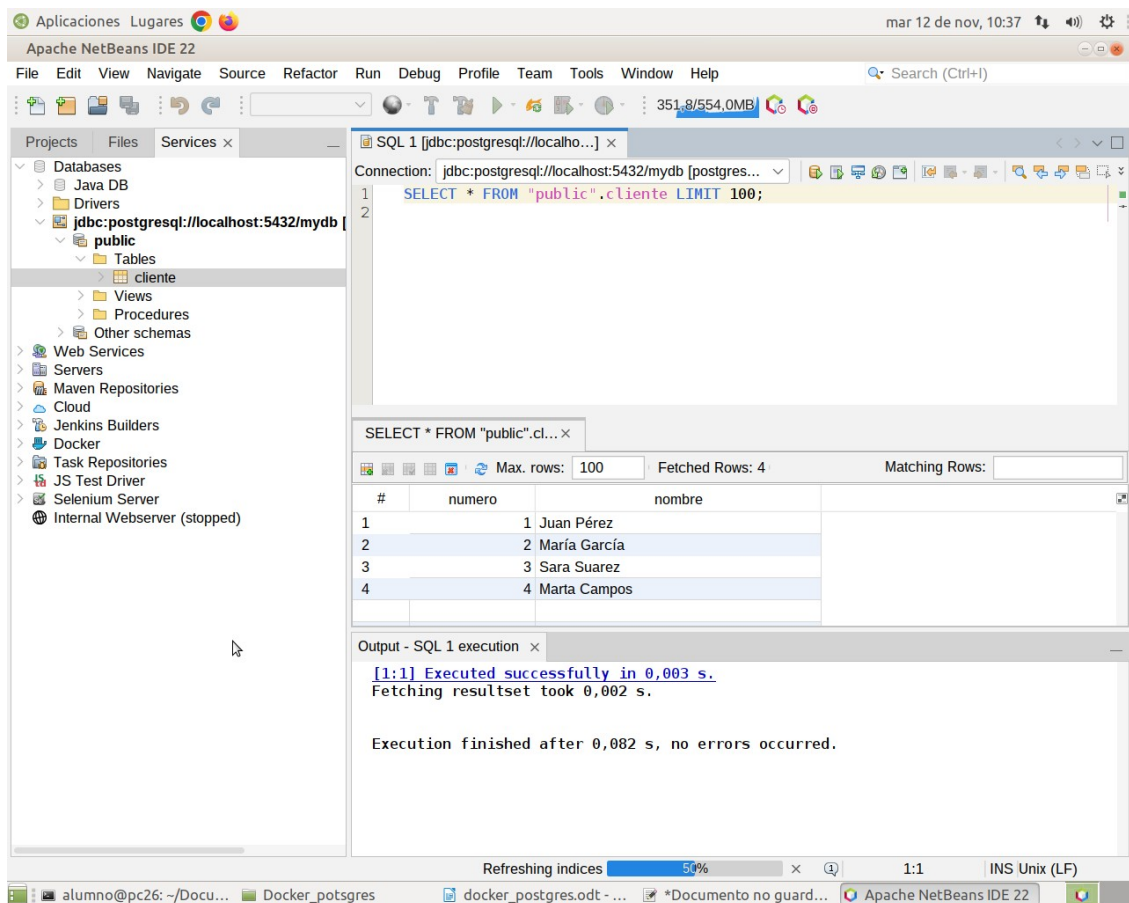 Aplicaciones Lugares
mar 12 de nov, 10:37
Apache NetBeans IDE 22
File Edit View Navigate Source Refactor Run Debug Profile Team Tools Window Help
Search (Ctrl+I)
351,8/554,0MB
Projects Files Services
Databases
Java DB
Drivers
jdbc:postgresql://localhost:5432/mydb [
public
Tables
cliente
Views
Procedures
Other schemas
Web Services
Servers
Maven Repositories
Cloud
Jenkins Builders
Docker
Task Repositories
JS Test Driver
Selenium Server
Internal Webserver (stopped)
SQL 1 [jdbc:postgresql://localho...]
Connection: jdbc:postgresql://localhost:5432/mydb [postgres...
1 SELECT * FROM "public".cliente LIMIT 100;
2
SELECT * FROM "public".cl...
Max. rows: 100 Fetched Rows: 4 Matching Rows:
# numero nombre
1 1 Juan Pérez
2 2 María García
3 3 Sara Suarez
4 4 Marta Campos
Output - SQL 1 execution
[1:1] Executed successfully in 0,003 s.
Fetching resultset took 0,002 s.
Execution finished after 0,082 s, no errors occurred.
Refreshing indices 50% 1 1:1 INS Unix (LF)
alumno@pc26: ~/Docu... Docker_potsgres docker_postgres.odt - ... *Documento no guard... Apache NetBeans IDE 22